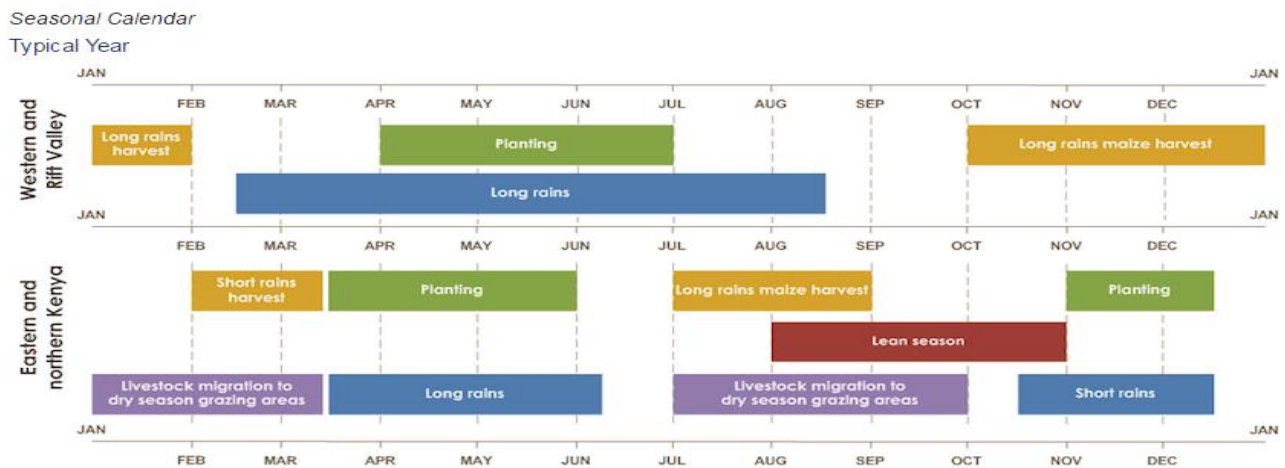 Seasonal Calendar
Typical Year
JAN JAN
FEB MAR APR MAY JUN JUL AUG SEP OCT NOV DEC
Western and
Rift Valley
Long rains
harvest
Planting
Long rains maize harvest
Long rains
JAN JAN
FEB MAR APR MAY JUN JUL AUG SEP OCT NOV DEC
Eastern and
northern Kenya
Short rains
harvest
Planting
Long rains maize harvest
Planting
Lean season
Livestock migration to
dry season grazing areas
Long rains
Livestock migration to
dry season grazing areas
Short rains
JAN JAN
FEB MAR APR MAY JUN JUL AUG SEP OCT NOV DEC